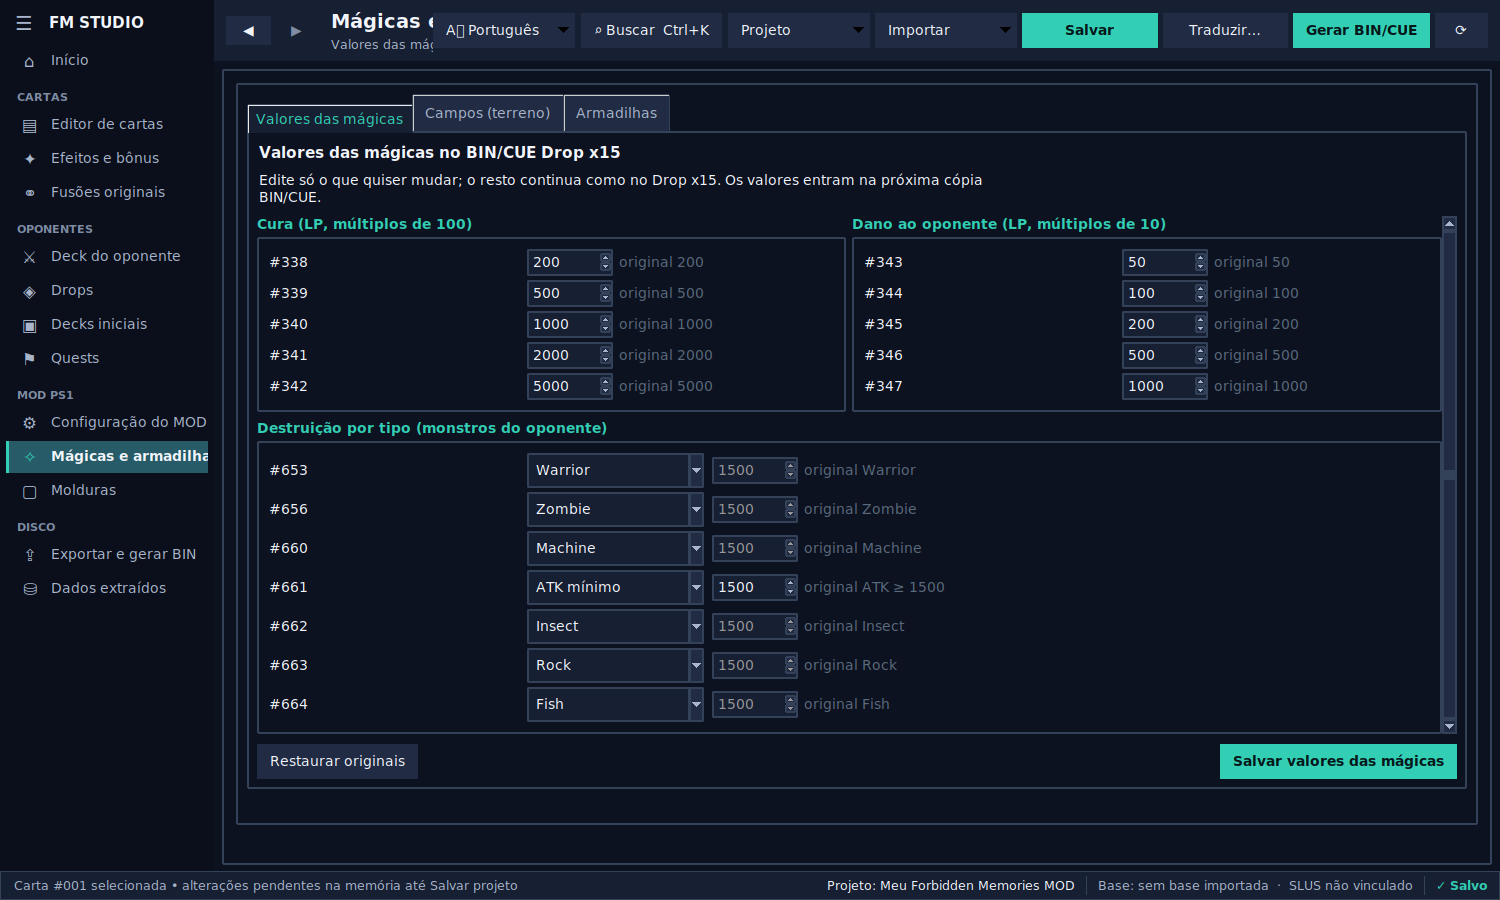 ☰ FM STUDIO
⌂ Início
CARTAS
▤ Editor de cartas
✦ Efeitos e bônus
⚭ Fusões originais
OPONENTES
⚔ Deck do oponente
◈ Drops
▣ Decks iniciais
⚑ Quests
MOD PS1
⚙ Configuração do MOD
✧ Mágicas e armadilha
▢ Molduras
DISCO
⇪ Exportar e gerar BIN
⛁ Dados extraídos
◀ ▶ Mágicas e
Valores das mág
A Português
⌕ Buscar Ctrl+K
Projeto
Importar
Salvar
Traduzir...
Gerar BIN/CUE
⟳
Valores das mágicas
Campos (terreno)
Armadilhas
Valores das mágicas no BIN/CUE Drop x15
Edite só o que quiser mudar; o resto continua como no Drop x15. Os valores entram na próxima cópia
BIN/CUE.
Cura (LP, múltiplos de 100)
#338 200 original 200
#339 500 original 500
#340 1000 original 1000
#341 2000 original 2000
#342 5000 original 5000
Dano ao oponente (LP, múltiplos de 10)
#343 50 original 50
#344 100 original 100
#345 200 original 200
#346 500 original 500
#347 1000 original 1000
Destruição por tipo (monstros do oponente)
#653 Warrior 1500 original Warrior
#656 Zombie 1500 original Zombie
#660 Machine 1500 original Machine
#661 ATK mínimo 1500 original ATK ≥ 1500
#662 Insect 1500 original Insect
#663 Rock 1500 original Rock
#664 Fish 1500 original Fish
Restaurar originais
Salvar valores das mágicas
Carta #001 selecionada • alterações pendentes na memória até Salvar projeto
Projeto: Meu Forbidden Memories MOD
Base: sem base importada · SLUS não vinculado
✓ Salvo